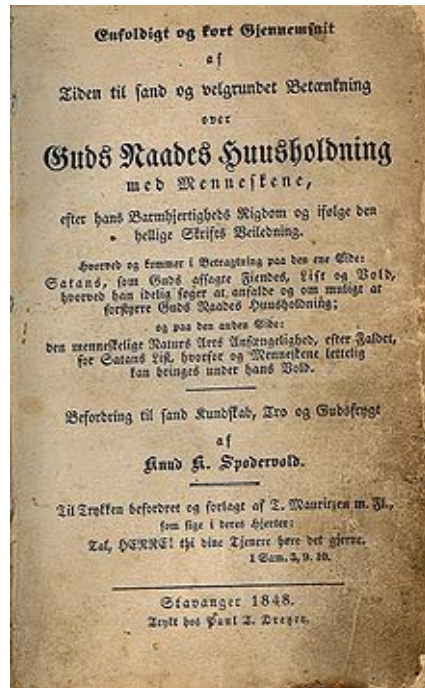 Enfoldigt og kort Gjennemsnit
af
Tiden til sand og velgrundet Betænkning
over
Guds Naades Huusholdning
med Menneskene,
efter hans Barmhjertigheds Rigdom og ifølge den
hellige Skrifts Veiledning.
Hvorved og kommer i Betragtning paa den ene Side:
Satans, som Guds affagte Fiendes, List og Vold,
hvorved han idelig søger at anfalde og om muligt at
forstyrre Guds Naades Huusholdning;
og paa den anden Side:
den menneskelige Naturs Arts Anfængelighed, efter Faldet,
for Satans List, hvorfor og Menneskene lettelig
kan bringes under hans Vold.
Befordring til sand Kundskab, Tro og Gudsfrygt
af
Knud K. Spødervold.
Til Trykken befordret og forlagt af T. Mauritzen m. Fl.,
som sige i deres Hjerter:
Tal, HERRE! thi dine Tjenere høre det gjerne.
1 Sam. 3, 9. 10.
Stavanger 1848.
Trykt hos Paul T. Dreyer.